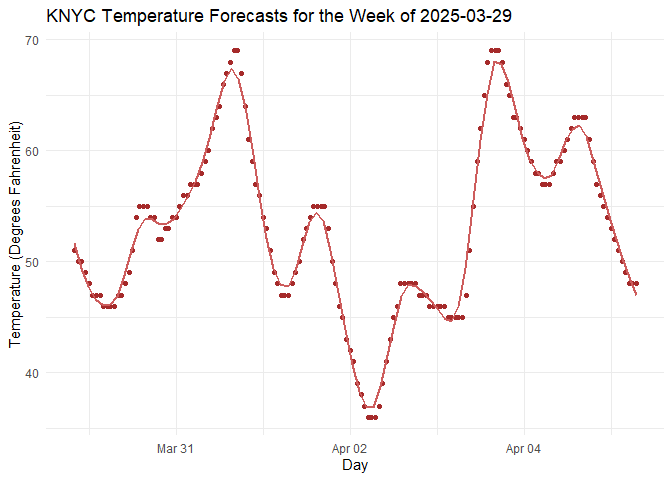 KNYC Temperature Forecasts for the Week of 2025-03-29
Temperature (Degrees Fahrenheit)
70
60
50
40
Mar 31
Apr 02
Apr 04
Day